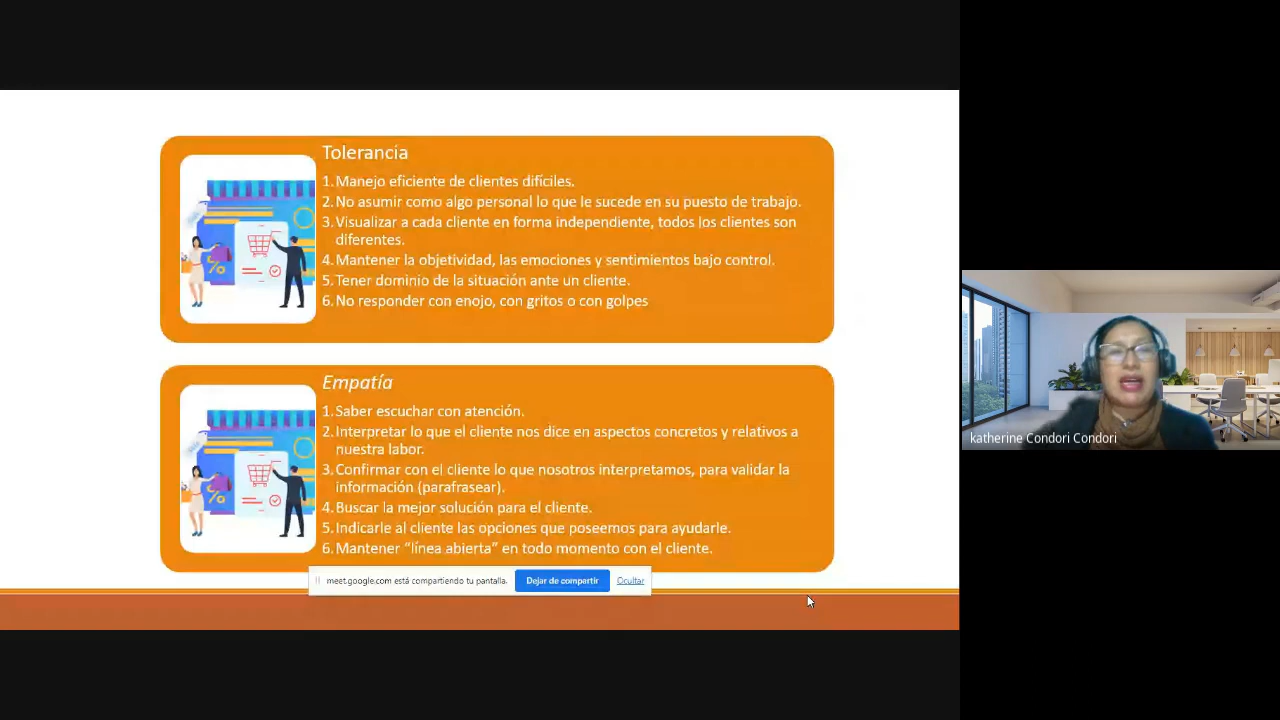 Tolerancia
1. Manejo eficiente de clientes difíciles.
2. No asumir como algo personal lo que le sucede en su puesto de trabajo.
3. Visualizar a cada cliente en forma independiente, todos los clientes son
diferentes.
4. Mantener la objetividad, las emociones y sentimientos bajo control.
5. Tener dominio de la situación ante un cliente.
6. No responder con enojo, con gritos o con golpes
%
Empatía
1. Saber escuchar con atención.
2. Interpretar lo que el cliente nos dice en aspectos concretos y relativos a
nuestra labor.
3. Confirmar con el cliente lo que nosotros interpretamos, para validar la
información (parafrasear).
4. Buscar la mejor solución para el cliente.
5. Indicarle al cliente las opciones que poseemos para ayudarle.
6. Mantener “línea abierta” en todo momento con el cliente.
%
meet.google.com está compartiendo tu pantalla. Dejar de compartir Ocultar
katherine Condori Condori